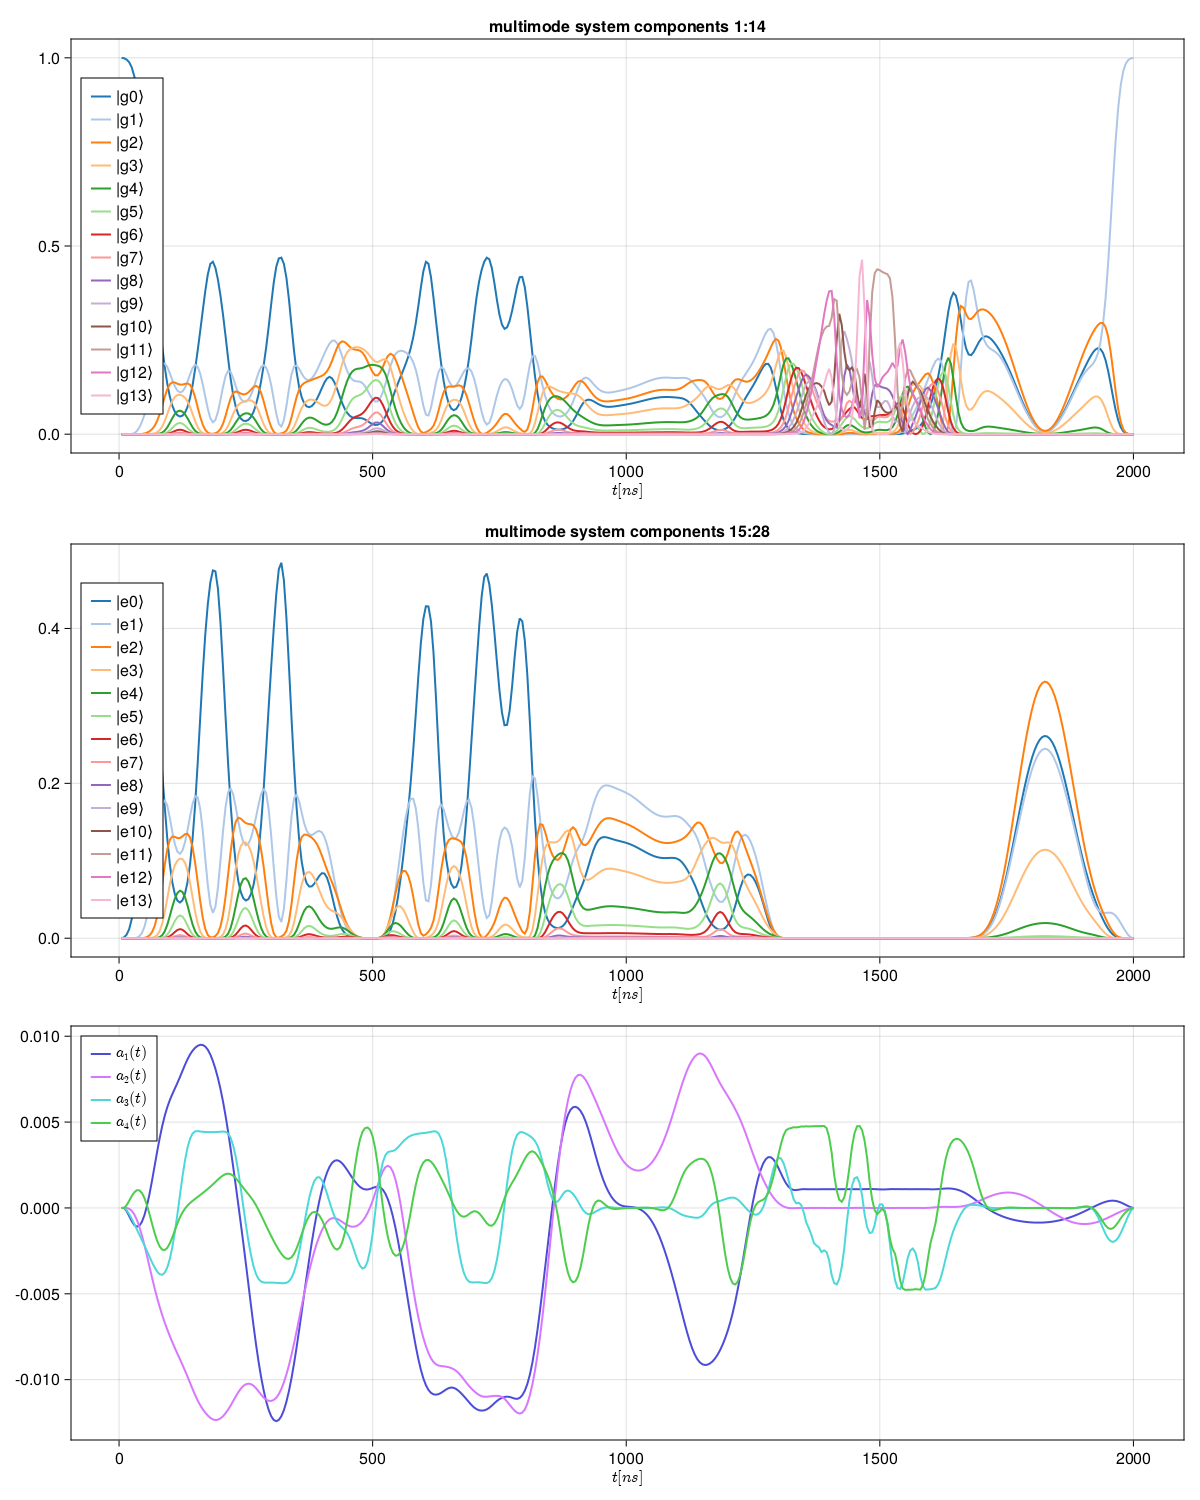 multimode system components 1:14
1.0
0.5
0.0
|g0⟩
|g1⟩
|g2⟩
|g3⟩
|g4⟩
|g5⟩
|g6⟩
|g7⟩
|g8⟩
|g9⟩
|g10⟩
|g11⟩
|g12⟩
|g13⟩
0 500 1000 1500 2000
t[ns]
multimode system components 15:28
0.4
0.2
0.0
|e0⟩
|e1⟩
|e2⟩
|e3⟩
|e4⟩
|e5⟩
|e6⟩
|e7⟩
|e8⟩
|e9⟩
|e10⟩
|e11⟩
|e12⟩
|e13⟩
0 500 1000 1500 2000
t[ns]
0.010
0.005
0.000
-0.005
-0.010
a₁(t)
a₂(t)
a₃(t)
a₄(t)
0 500 1000 1500 2000
t[ns]